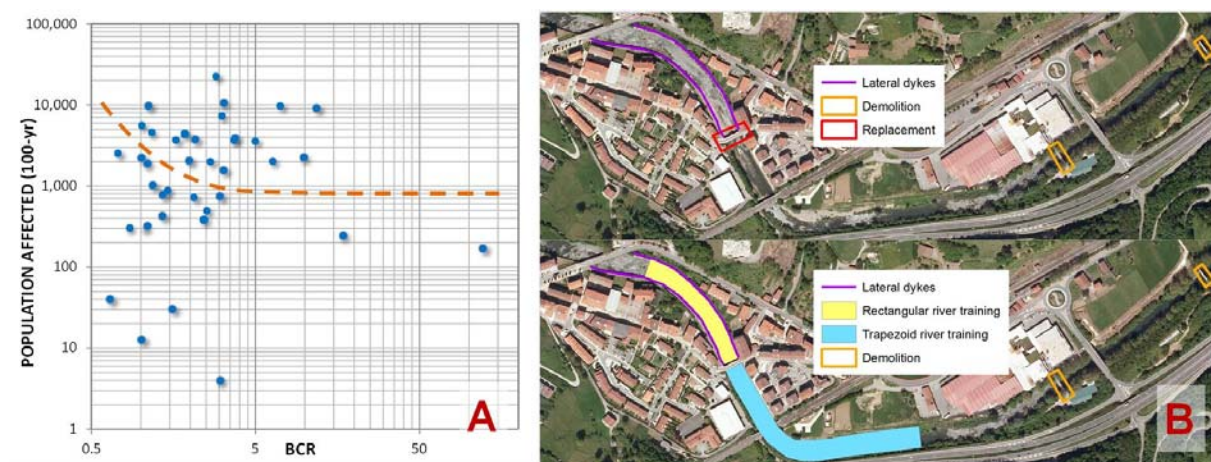 POPULATION AFFECTED (100-yr)
100,000
10,000
1,000
100
10
1
0.5
5
50
BCR
A
Lateral dykes
Demolition
Replacement
Lateral dykes
Rectangular river training
Trapezoid river training
Demolition
B